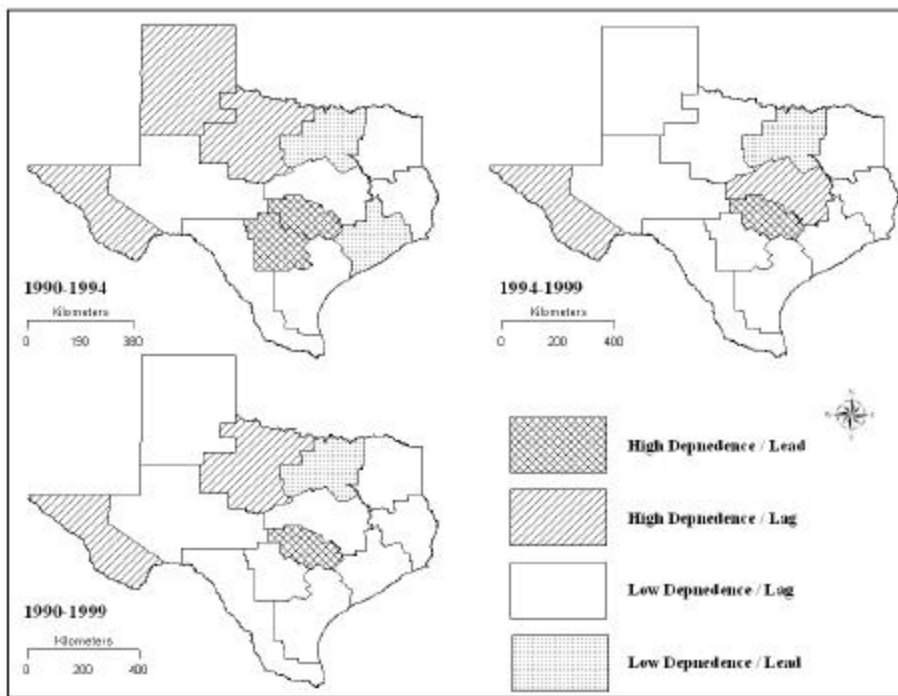 1990-1994
Kilometers
0 190 380
1994-1999
Kilometers
0 200 400
1990-1999
Kilometers
0 200 400
High Depnedence / Lead
High Depnedence / Lag
Low Depnedence / Lag
Low Depnedence / Lead